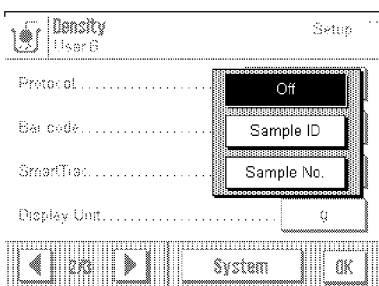 Density
User 6
Setup
Protocol
Off
Bar code
Sample ID
SmartTrac
Sample No.
Display Unit
g
2/3
System
OK